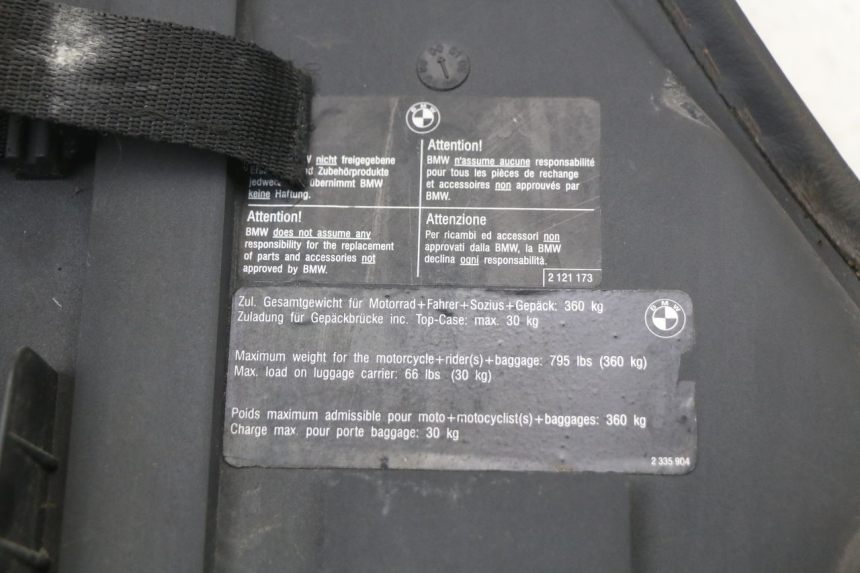 BMW
nicht freigegebene
Zubehörprodukte
übernimmt BMW
keine Haftung.
Attention!
BMW n'assume aucune responsabilité
pour tous les pièces de rechange
et accessoires non approuvés par
BMW.
Attention!
BMW does not assume any
responsibility for the replacement
of parts and accessories not
approved by BMW.
Attenzione
Per ricambi ed accessori non
approvati dalla BMW, la BMW
declina ogni responsabilità.
2 121 173
BMW
Zul. Gesamtgewicht für Motorrad+Fahrer+Sozius+Gepäck: 360 kg
Zuladung für Gepäckbrücke inc. Top-Case: max. 30 kg
Maximum weight for the motorcycle+rider(s)+baggage: 795 lbs (360 kg)
Max. load on luggage carrier: 66 lbs (30 kg)
Poids maximum admissible pour moto+motocyclist(s)+baggages: 360 kg
Charge max. pour porte baggage: 30 kg
2 335 904